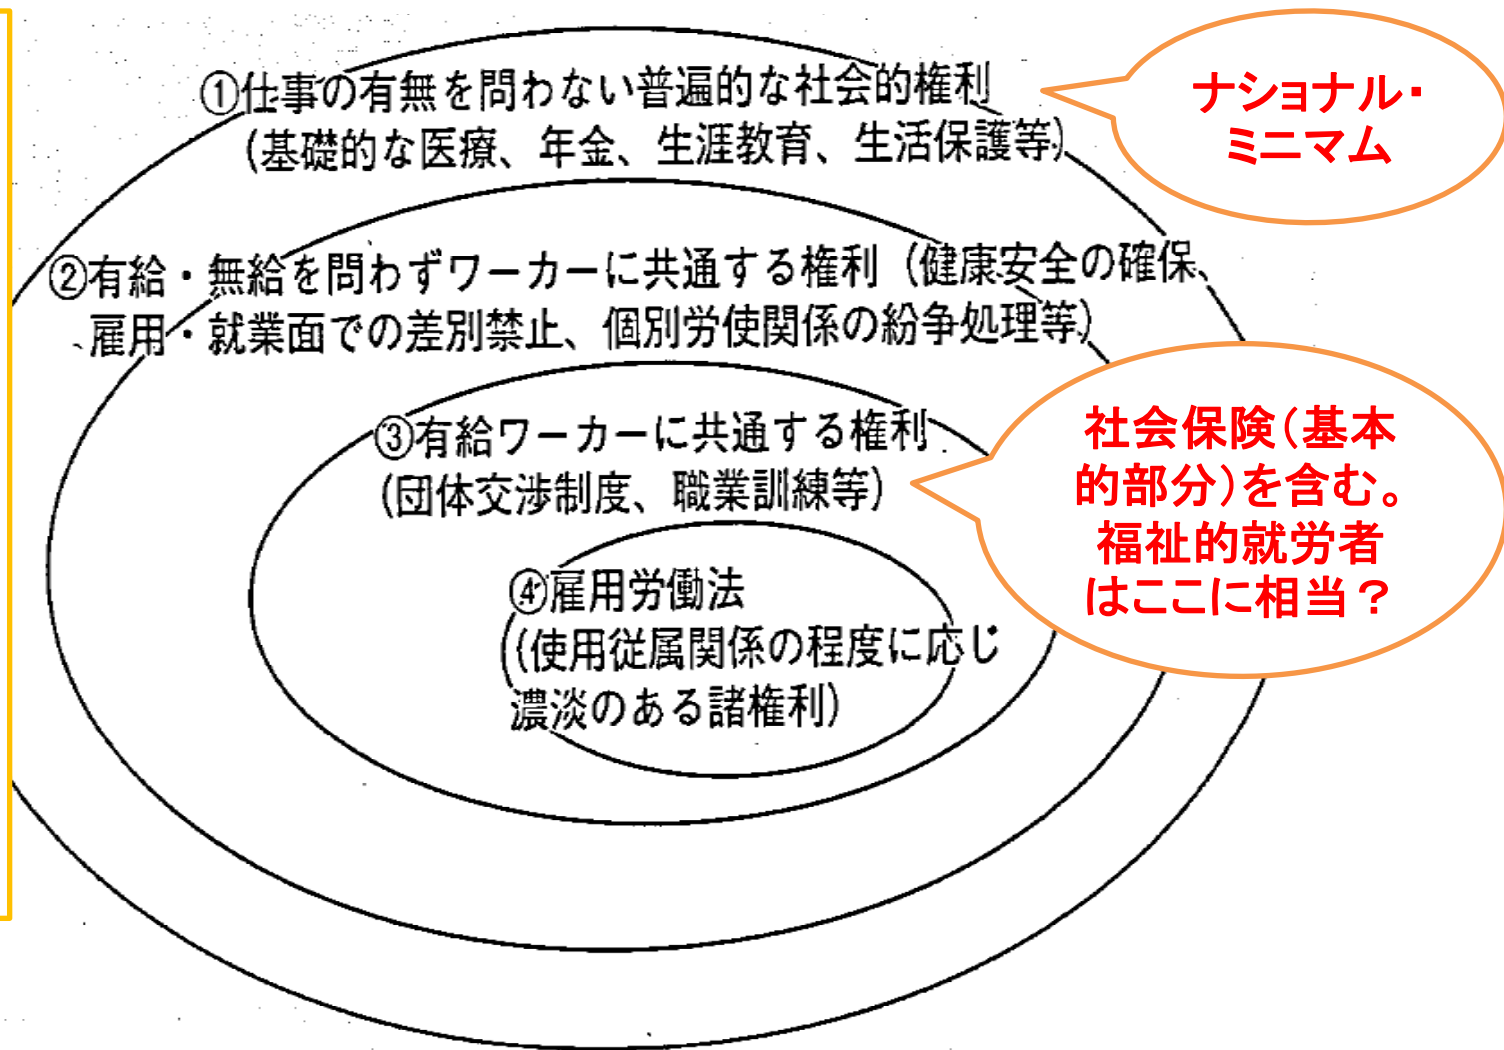 ①仕事の有無を問わない普遍的な社会的権利
(基礎的な医療、年金、生涯教育、生活保護等)
ナショナル・
ミニマム
②有給・無給を問わずワーカーに共通する権利（健康安全の確保、
雇用・就業面での差別禁止、個別労使関係の紛争処理等)
③有給ワーカーに共通する権利
(団体交渉制度、職業訓練等)
社会保険（基本
的部分）を含む。
福祉的就労者
はここに相当？
④雇用労働法
(使用従属関係の程度に応じ
濃淡のある諸権利)